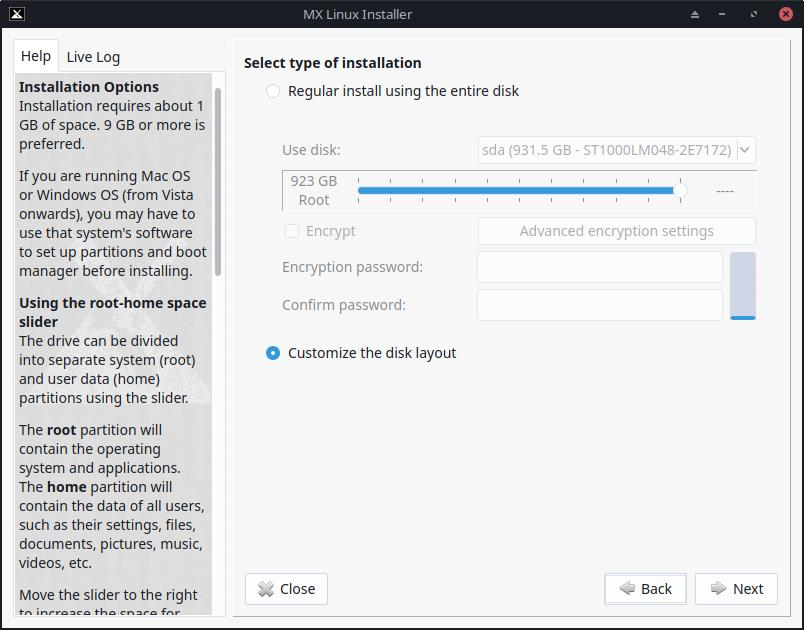 MX Linux Installer
Help
Live Log
Installation Options
Installation requires about 1
GB of space. 9 GB or more is
preferred.
If you are running Mac OS
or Windows OS (from Vista
onwards), you may have to
use that system's software
to set up partitions and boot
manager before installing.
Using the root-home space
slider
The drive can be divided
into separate system (root)
and user data (home)
partitions using the slider.
The root partition will
contain the operating
system and applications.
The home partition will
contain the data of all users,
such as their settings, files,
documents, pictures, music,
videos, etc.
Move the slider to the right
to increase the space for
Select type of installation
Regular install using the entire disk
Use disk:
sda (931.5 GB - ST1000LM048-2E7172)
923 GB
Root
----
Encrypt
Advanced encryption settings
Encryption password:
Confirm password:
Customize the disk layout
Close
Back
Next